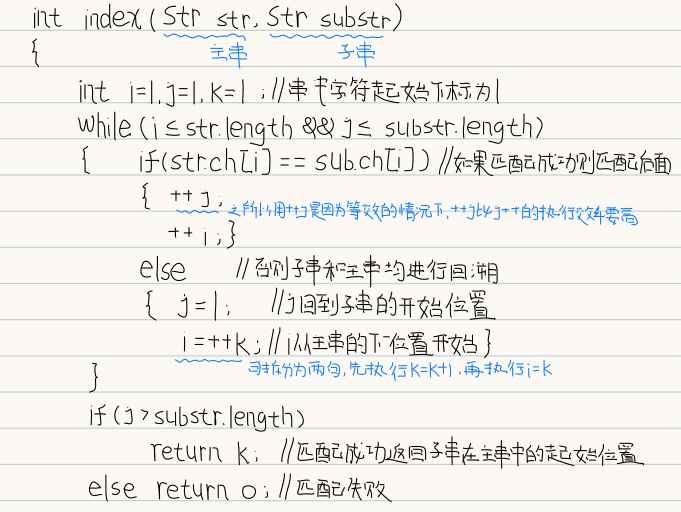 int index(Str str, Str substr)
主串 子串
{
int i=1,j=1,k=1; //串中字符起始下标为1
while(i≤str.length && j≤ substr.length)
{ if(str.ch[i] == sub.ch[i]) //如果匹配成功则匹配后面
{ ++j; 之所以用++j是因为等效的情况下,++j比j++的执行效率要高
++i;}
else //否则子串和主串均进行回溯
{ j=1; //j回到子串的开始位置
i=++k; //i从主串的下一位置开始}
可拆分为两句,先执行k=k+1,再执行i=k
}
if(j>substr.length)
return k; //匹配成功返回子串在主串中的起始位置
else return 0; //匹配失败